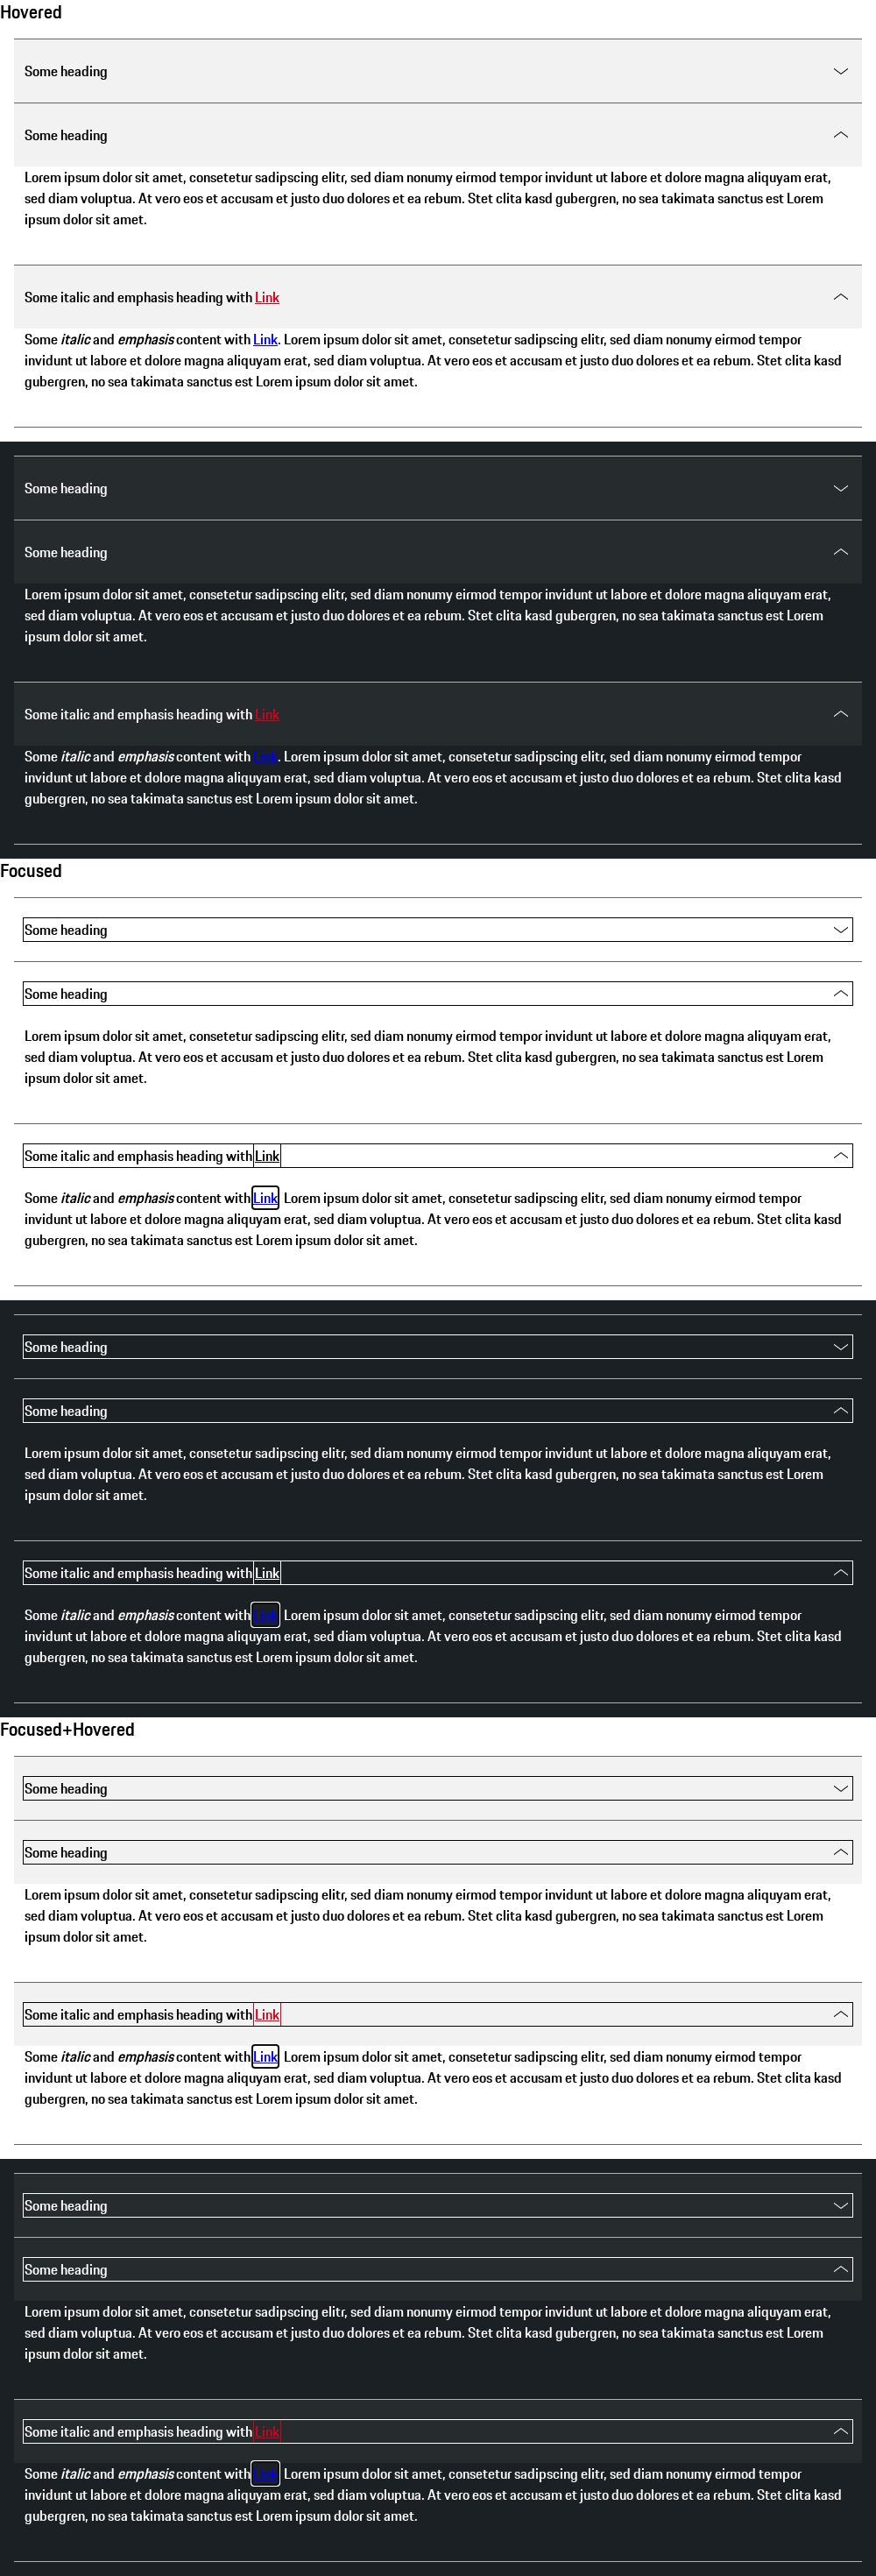 Hovered
Some heading
Some heading
Lorem ipsum dolor sit amet, consetetur sadipscing elitr, sed diam nonumy eirmod tempor invidunt ut labore et dolore magna aliquyam erat,
sed diam voluptua. At vero eos et accusam et justo duo dolores et ea rebum. Stet clita kasd gubergren, no sea takimata sanctus est Lorem
ipsum dolor sit amet.
Some italic and emphasis heading with Link
Some italic and emphasis content with Link. Lorem ipsum dolor sit amet, consetetur sadipscing elitr, sed diam nonumy eirmod tempor
invidunt ut labore et dolore magna aliquyam erat, sed diam voluptua. At vero eos et accusam et justo duo dolores et ea rebum. Stet clita kasd
gubergren, no sea takimata sanctus est Lorem ipsum dolor sit amet.
Some heading
Some heading
Lorem ipsum dolor sit amet, consetetur sadipscing elitr, sed diam nonumy eirmod tempor invidunt ut labore et dolore magna aliquyam erat,
sed diam voluptua. At vero eos et accusam et justo duo dolores et ea rebum. Stet clita kasd gubergren, no sea takimata sanctus est Lorem
ipsum dolor sit amet.
Some italic and emphasis heading with Link
Some italic and emphasis content with Link. Lorem ipsum dolor sit amet, consetetur sadipscing elitr, sed diam nonumy eirmod tempor
invidunt ut labore et dolore magna aliquyam erat, sed diam voluptua. At vero eos et accusam et justo duo dolores et ea rebum. Stet clita kasd
gubergren, no sea takimata sanctus est Lorem ipsum dolor sit amet.
Focused
Some heading
Some heading
Lorem ipsum dolor sit amet, consetetur sadipscing elitr, sed diam nonumy eirmod tempor invidunt ut labore et dolore magna aliquyam erat,
sed diam voluptua. At vero eos et accusam et justo duo dolores et ea rebum. Stet clita kasd gubergren, no sea takimata sanctus est Lorem
ipsum dolor sit amet.
Some italic and emphasis heading with Link
Some italic and emphasis content with Link Lorem ipsum dolor sit amet, consetetur sadipscing elitr, sed diam nonumy eirmod tempor
invidunt ut labore et dolore magna aliquyam erat, sed diam voluptua. At vero eos et accusam et justo duo dolores et ea rebum. Stet clita kasd
gubergren, no sea takimata sanctus est Lorem ipsum dolor sit amet.
Some heading
Some heading
Lorem ipsum dolor sit amet, consetetur sadipscing elitr, sed diam nonumy eirmod tempor invidunt ut labore et dolore magna aliquyam erat,
sed diam voluptua. At vero eos et accusam et justo duo dolores et ea rebum. Stet clita kasd gubergren, no sea takimata sanctus est Lorem
ipsum dolor sit amet.
Some italic and emphasis heading with Link
Some italic and emphasis content with Link Lorem ipsum dolor sit amet, consetetur sadipscing elitr, sed diam nonumy eirmod tempor
invidunt ut labore et dolore magna aliquyam erat, sed diam voluptua. At vero eos et accusam et justo duo dolores et ea rebum. Stet clita kasd
gubergren, no sea takimata sanctus est Lorem ipsum dolor sit amet.
Focused+Hovered
Some heading
Some heading
Lorem ipsum dolor sit amet, consetetur sadipscing elitr, sed diam nonumy eirmod tempor invidunt ut labore et dolore magna aliquyam erat,
sed diam voluptua. At vero eos et accusam et justo duo dolores et ea rebum. Stet clita kasd gubergren, no sea takimata sanctus est Lorem
ipsum dolor sit amet.
Some italic and emphasis heading with Link
Some italic and emphasis content with Link Lorem ipsum dolor sit amet, consetetur sadipscing elitr, sed diam nonumy eirmod tempor
invidunt ut labore et dolore magna aliquyam erat, sed diam voluptua. At vero eos et accusam et justo duo dolores et ea rebum. Stet clita kasd
gubergren, no sea takimata sanctus est Lorem ipsum dolor sit amet.
Some heading
Some heading
Lorem ipsum dolor sit amet, consetetur sadipscing elitr, sed diam nonumy eirmod tempor invidunt ut labore et dolore magna aliquyam erat,
sed diam voluptua. At vero eos et accusam et justo duo dolores et ea rebum. Stet clita kasd gubergren, no sea takimata sanctus est Lorem
ipsum dolor sit amet.
Some italic and emphasis heading with Link
Some italic and emphasis content with Link Lorem ipsum dolor sit amet, consetetur sadipscing elitr, sed diam nonumy eirmod tempor
invidunt ut labore et dolore magna aliquyam erat, sed diam voluptua. At vero eos et accusam et justo duo dolores et ea rebum. Stet clita kasd
gubergren, no sea takimata sanctus est Lorem ipsum dolor sit amet.